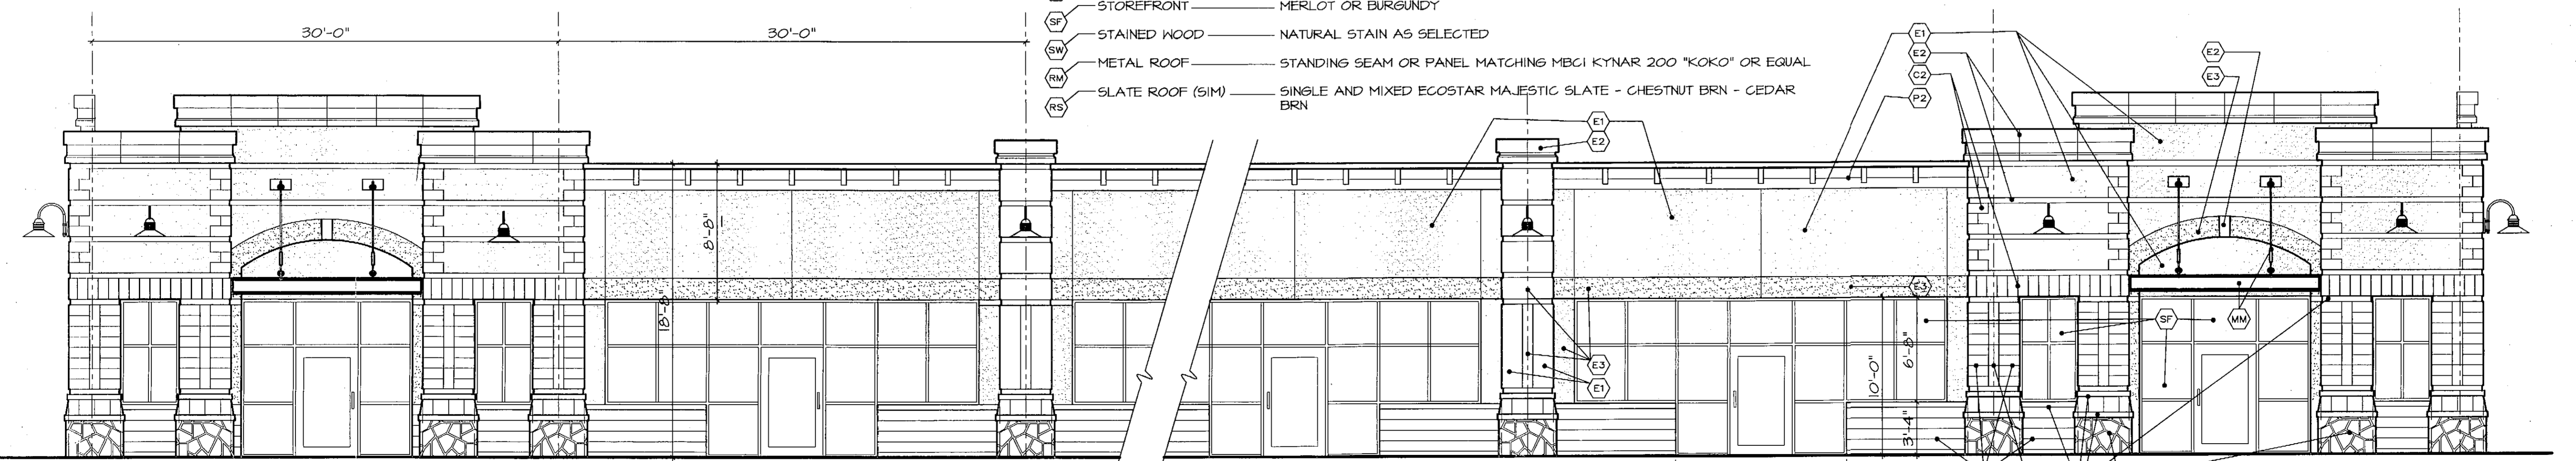 SF STOREFRONT MERLOT OR BURGUNDY
SW STAINED WOOD NATURAL STAIN AS SELECTED
RM METAL ROOF STANDING SEAM OR PANEL MATCHING MBCI KYNAR 200 "KOKO" OR EQUAL
RS SLATE ROOF (SIM) SINGLE AND MIXED ECOSTAR MAJESTIC SLATE - CHESTNUT BRN - CEDAR
BRN
30'-0"
30'-0"
E1
E2
C2
P2
E2
E3
E1
E2
8'-8"
18'-8"
E3
SF
MM
E3
E1
10'-0"
6'-8"
3'-4"